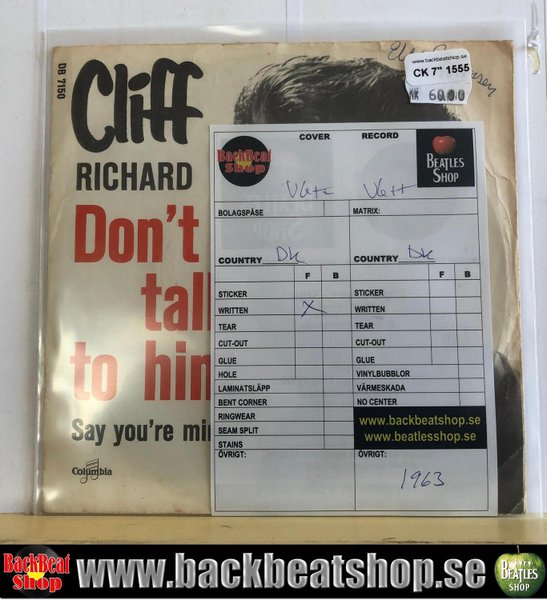 DB 7150
Cliff
RICHARD
Don't
tal
to hin
Say you're mi
Columbia
www.backbeatshop.se
CK 7" 1555
60.00
COVER RECORD
BackBeat
Shop
BEATLES
SHOP
VG++ VG++
BOLAGSPÅSE MATRIX:
COUNTRY DK COUNTRY DK
F B F B
STICKER STICKER
WRITTEN X WRITTEN
TEAR TEAR
CUT-OUT CUT-OUT
GLUE GLUE
HOLE VINYLBUBBLOR
LAMINATSLÄPP VÄRMESKADA
BENT CORNER NO CENTER
RINGWEAR
SEAM SPLIT
STAINS
www.backbeatshop.se
www.beatlesshop.se
ÖVRIGT: ÖVRIGT:
1963
BackBeat
Shop
www.backbeatshop.se
BEATLES
SHOP